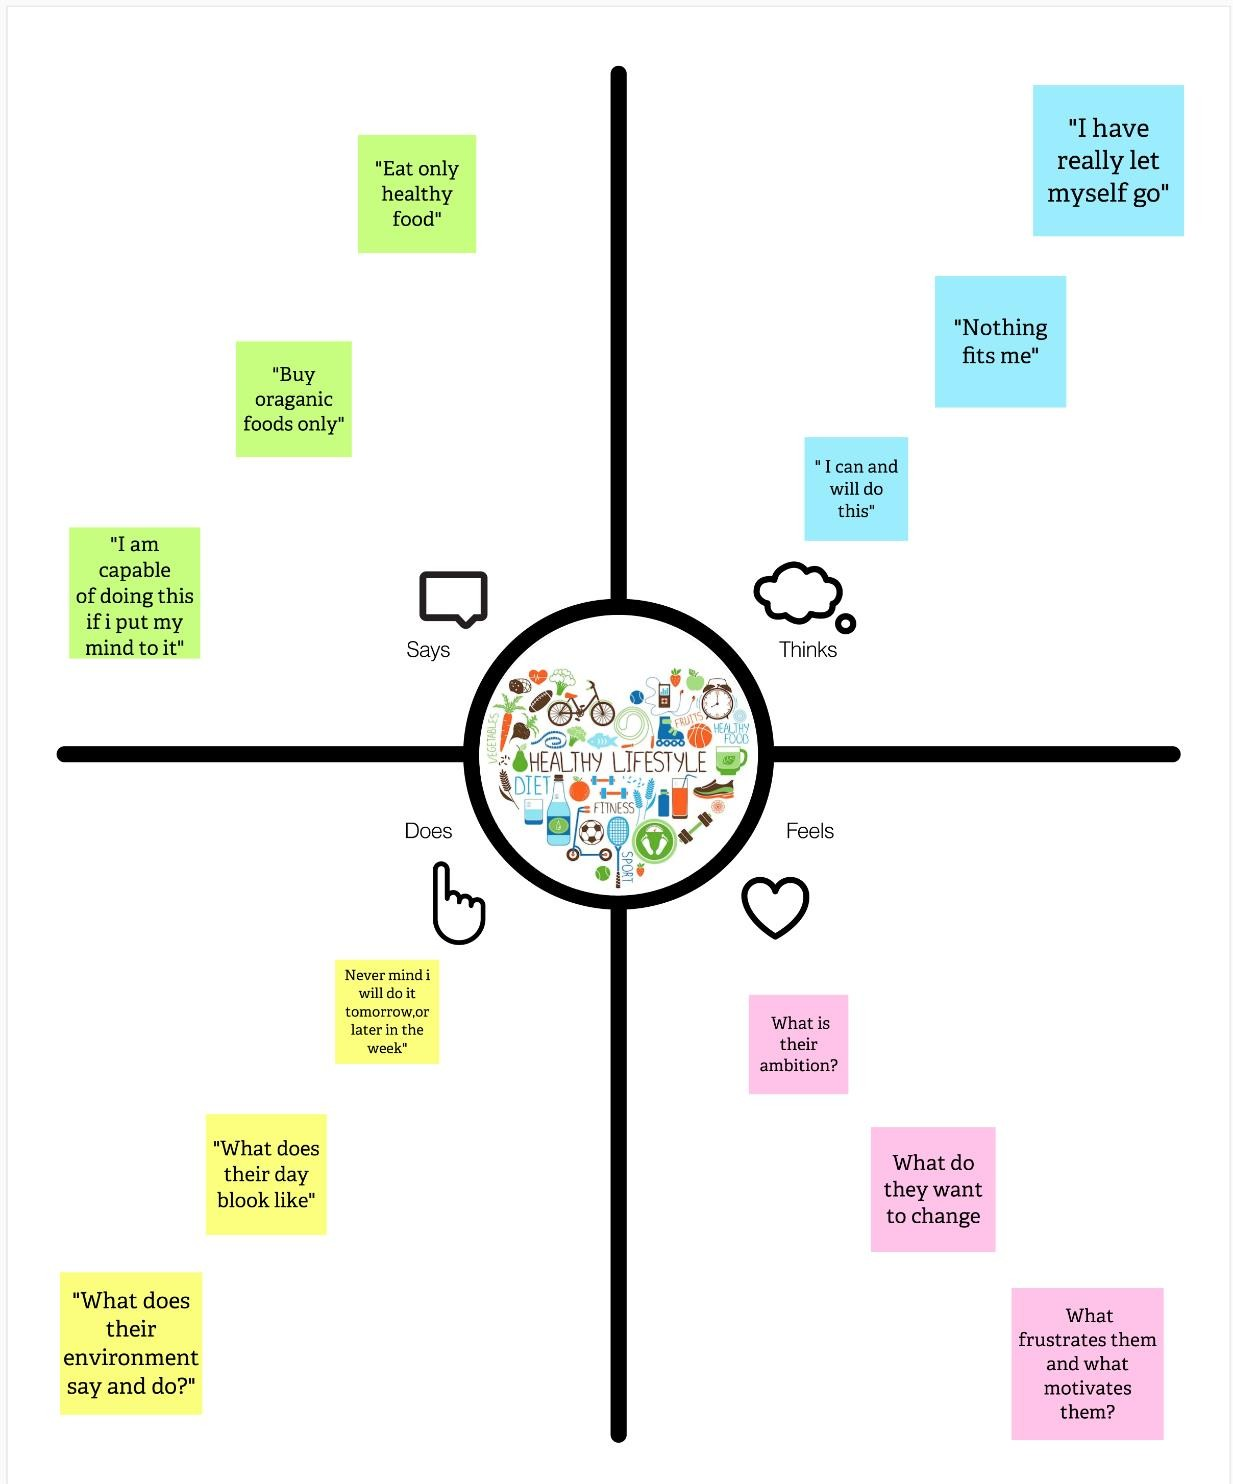 "Eat only
healthy
food"
"Buy
oraganic
foods only"
"I am
capable
of doing this
if i put my
mind to it"
Says
"I have
really let
myself go"
"Nothing
fits me"
" I can and
will do
this"
Thinks
VEGETABLES
FRUITS
HEALTHY
FOOD
HEALTHY LIFESTYLE
DIET
FITNESS
SPORT
Does
Never mind i
will do it
tomorrow,or
later in the
week"
"What does
their day
blook like"
"What does
their
environment
say and do?"
Feels
What is
their
ambition?
What do
they want
to change
What
frustrates them
and what
motivates
them?